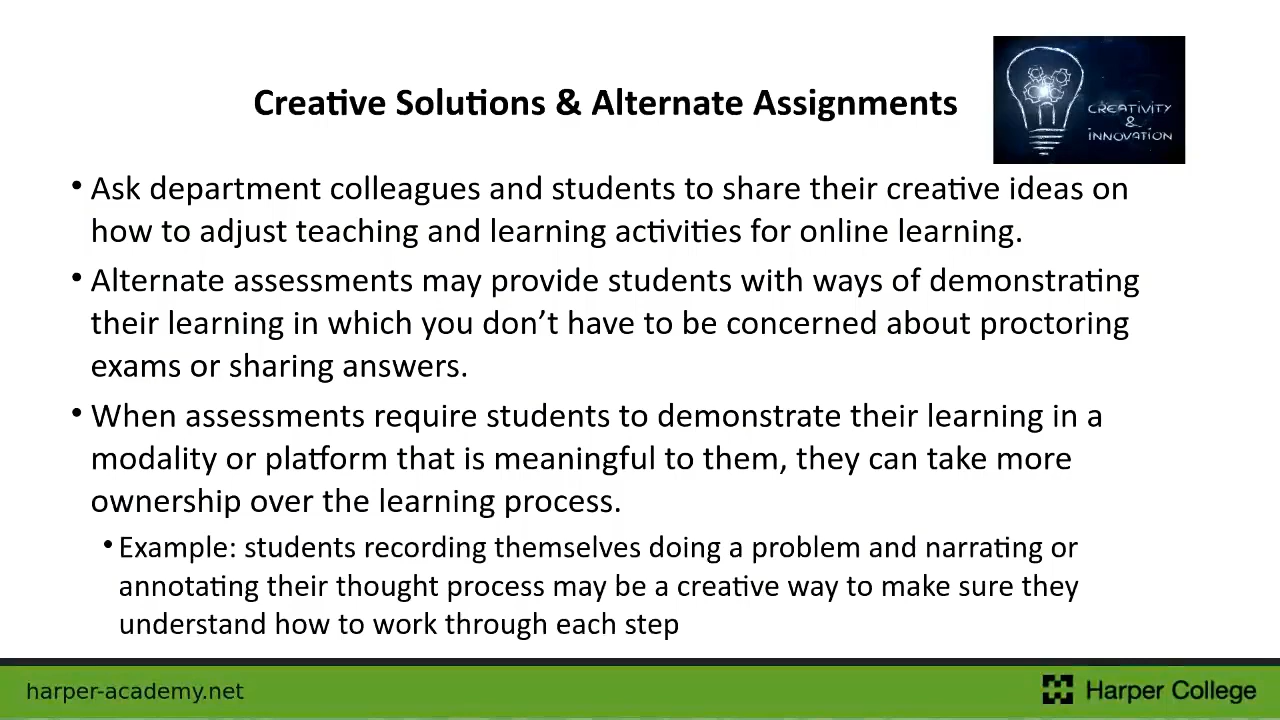 Creative Solutions & Alternate Assignments
CREATIVITY
&
INNOVATION
• Ask department colleagues and students to share their creative ideas on
how to adjust teaching and learning activities for online learning.
• Alternate assessments may provide students with ways of demonstrating
their learning in which you don’t have to be concerned about proctoring
exams or sharing answers.
• When assessments require students to demonstrate their learning in a
modality or platform that is meaningful to them, they can take more
ownership over the learning process.
• Example: students recording themselves doing a problem and narrating or
annotating their thought process may be a creative way to make sure they
understand how to work through each step
harper-academy.net
Harper College